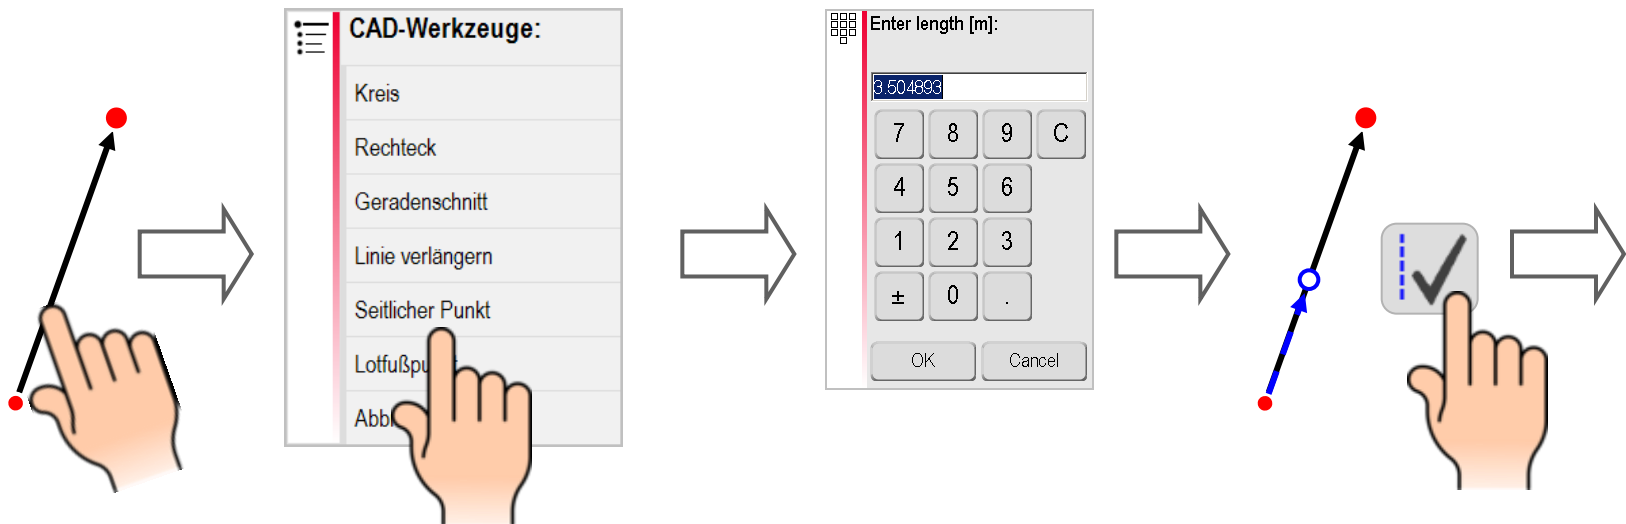 CAD-Werkzeuge:
Kreis
Rechteck
Geradenschnitt
Linie verlängern
Seitlicher Punkt
Enter length [m]:
3.504893
7 8 9 C
4 5 6
1 2 3
± 0 .
OK Cancel